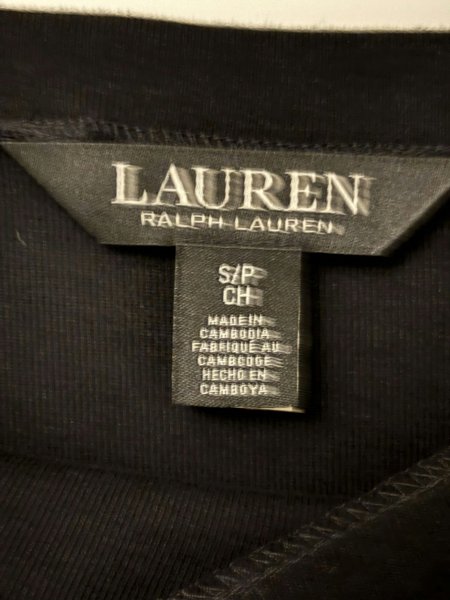 LAUREN
RALPH LAUREN
S/P
CH
MADE IN
CAMBODIA
FABRIQUE AU
CAMBODGE
HECHO EN
CAMBOYA